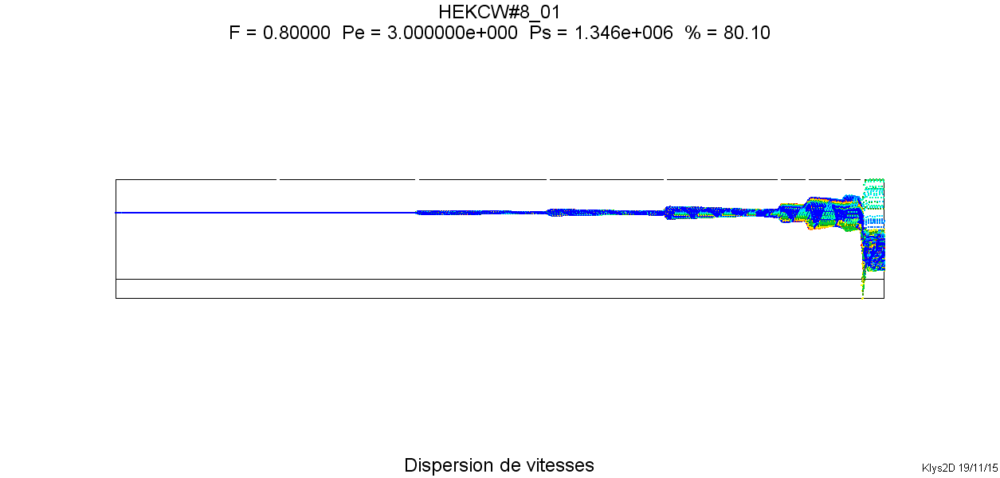 HEKCW#8_01
F = 0.80000 Pe = 3.000000e+000 Ps = 1.346e+006 % = 80.10
Dispersion de vitesses
Klys2D 19/11/15